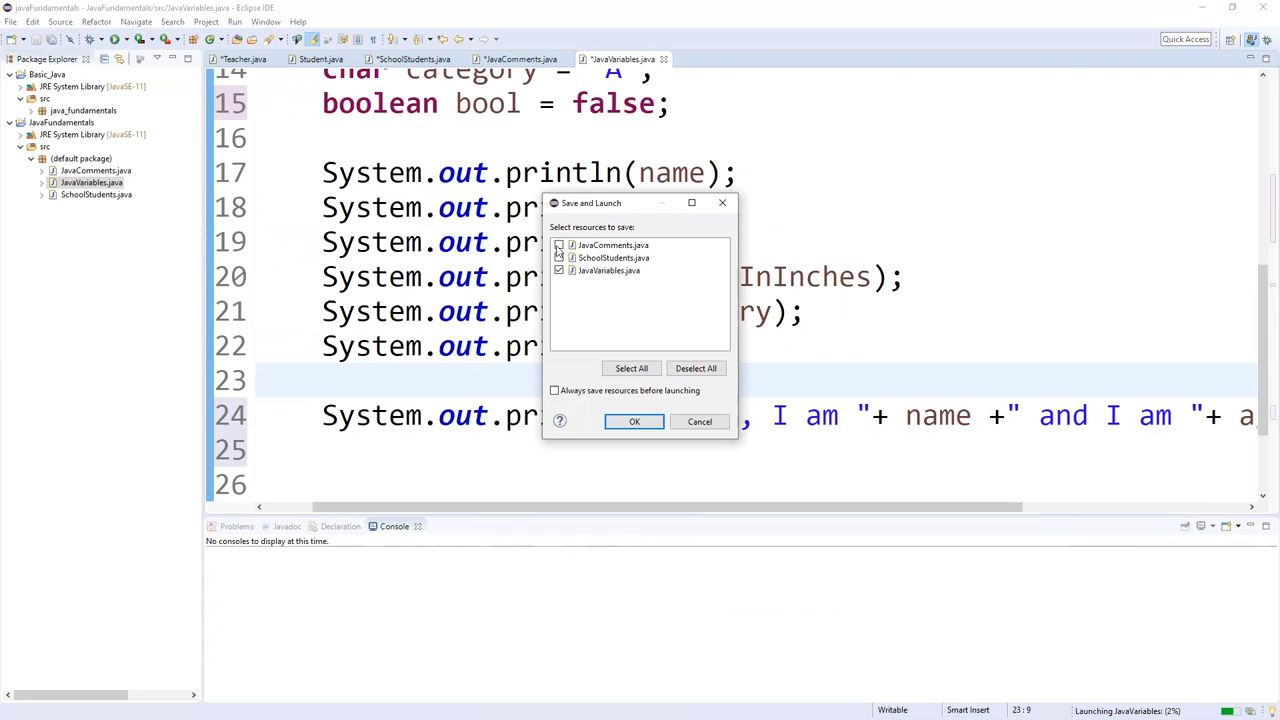 javaFundamentals - JavaFundamentals/src/JavaVariables.java - Eclipse IDE
File Edit Source Refactor Navigate Search Project Run Window Help
Quick Access
Package Explorer
Basic_Java
JRE System Library [JavaSE-11]
src
java_fundamentals
JavaFundamentals
JRE System Library [JavaSE-11]
src
(default package)
JavaComments.java
JavaVariables.java
SchoolStudents.java
*Teacher.java Student.java *SchoolStudents.java *JavaComments.java *JavaVariables.java
14 char category = 'A';
15 boolean bool = false;
16
17 System.out.println(name);
18 System.out.pr
19 System.out.pr
20 System.out.pr InInches);
21 System.out.pr ry);
22 System.out.pr
23
24 System.out.pr , I am "+ name +" and I am "+ a
25
26
Save and Launch
Select resources to save:
JavaComments.java
SchoolStudents.java
JavaVariables.java
Select All Deselect All
Always save resources before launching
? OK Cancel
Problems Javadoc Declaration Console
No consoles to display at this time.
Writable Smart Insert 23 : 9 Launching JavaVariables: (2%)